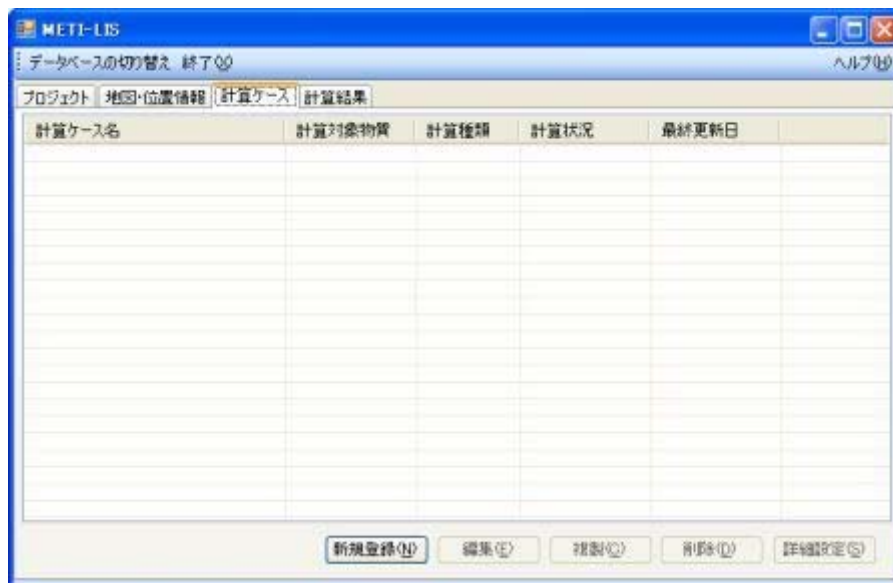 METI-LIS
データベースの切り替え 終了(X) ヘルプ(H)
プロジェクト 地図・位置情報 計算ケース 計算結果
計算ケース名 計算対象物質 計算種類 計算状況 最終更新日
新規登録(N) 編集(E) 複製(C) 削除(D) 詳細設定(S)